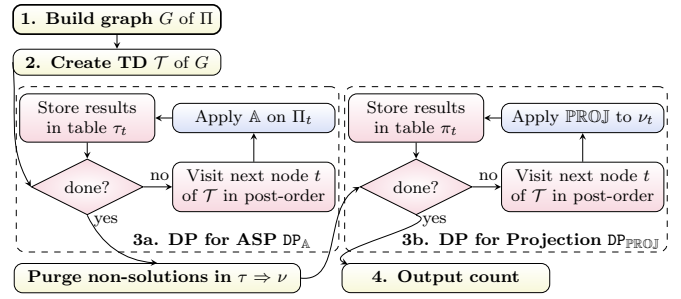 1. Build graph G of Π
2. Create TD 𝒯 of G
Store results
in table τₜ
Apply 𝔸 on Πₜ
done?
no
Visit next node t
of 𝒯 in post-order
yes
3a. DP for ASP DP_𝔸
Store results
in table πₜ
Apply ℙℝ𝕆𝕁 to νₜ
done?
no
Visit next node t
of 𝒯 in post-order
yes
3b. DP for Projection DP_ℙℝ𝕆𝕁
Purge non-solutions in τ ⇒ ν
4. Output count